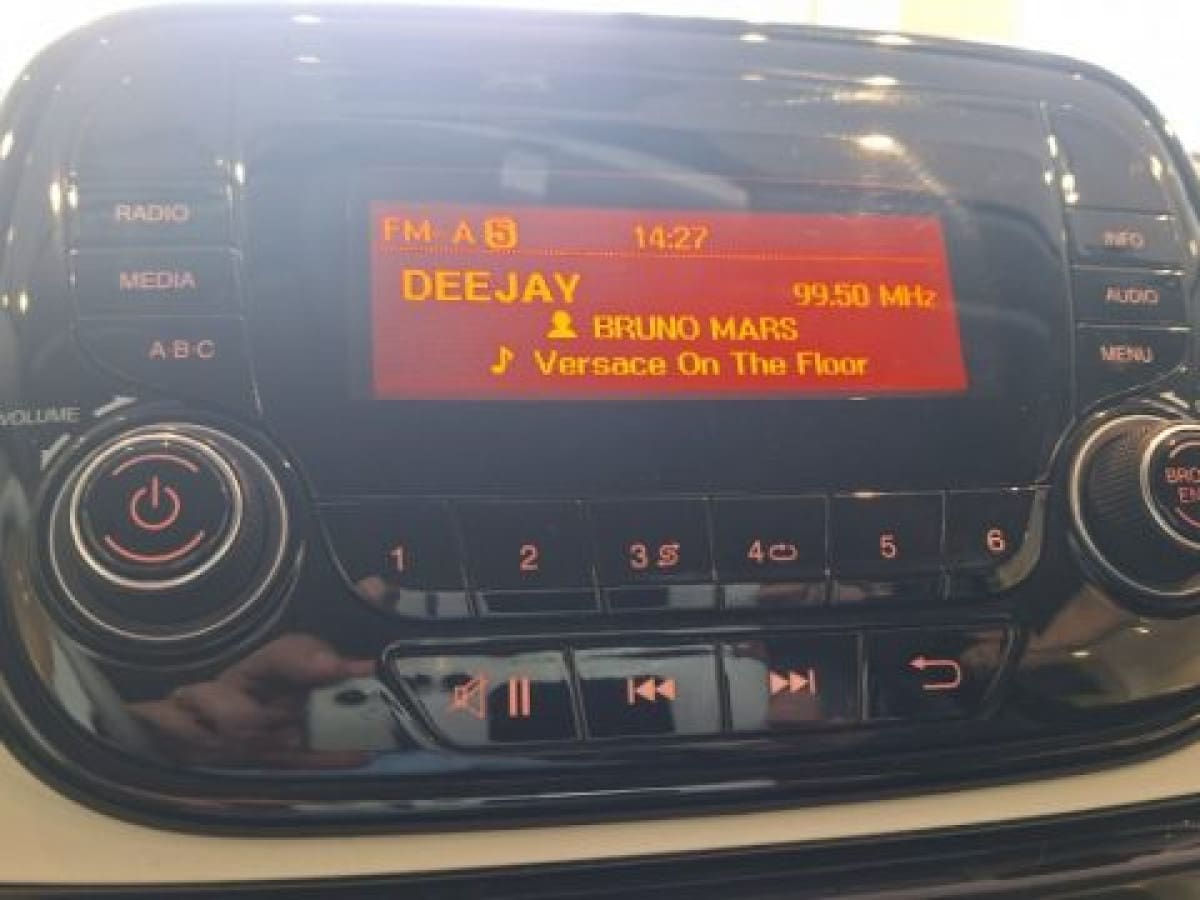 RADIO
MEDIA
A·B·C
VOLUME
FM- A 5 14:27
DEEJAY 99.50 MHz
BRUNO MARS
Versace On The Floor
INFO
AUDIO
MENU
1 2 3 4 5 6